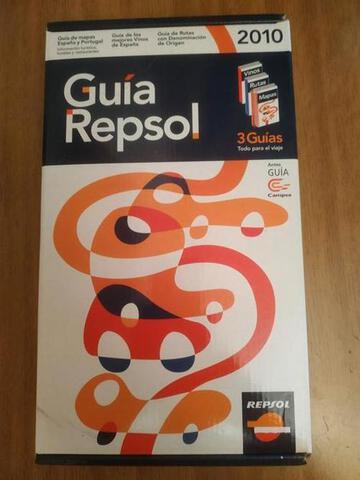 Guía de mapas
España y Portugal
Información turística,
hoteles y restaurantes
Guía de los
mejores Vinos
de España
Guía de Rutas
con Denominación
de Origen
2010
Guía
Repsol
Vinos
Rutas
Mapas
3 Guías
Todo para el viaje
Antes
GUÍA
Campsa
REPSOL